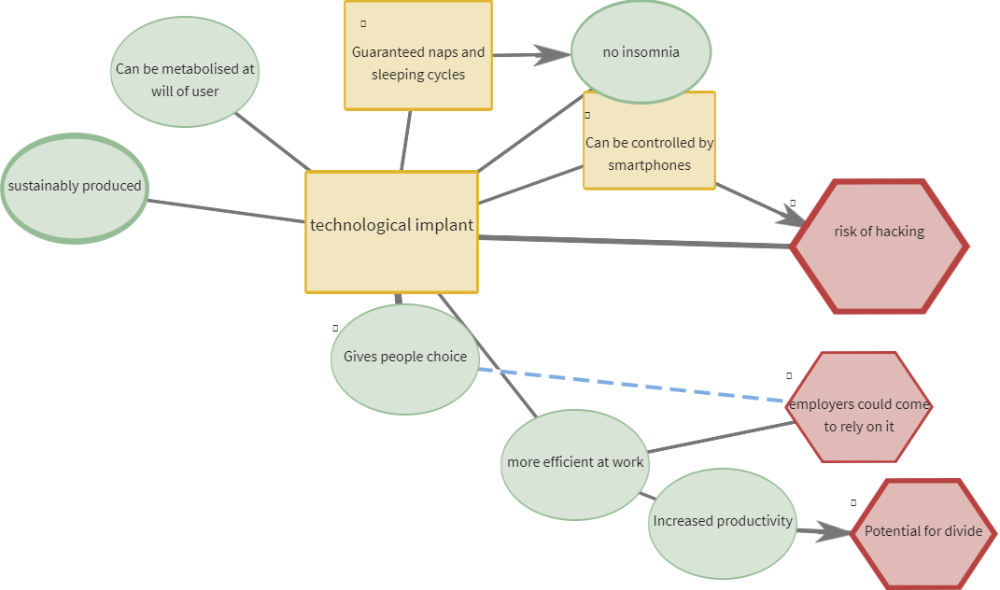 Can be metabolised at
will of user
Guaranteed naps and
sleeping cycles
no insomnia
Can be controlled by
smartphones
sustainably produced
technological implant
risk of hacking
Gives people choice
employers could come
to rely on it
more efficient at work
Increased productivity
Potential for divide